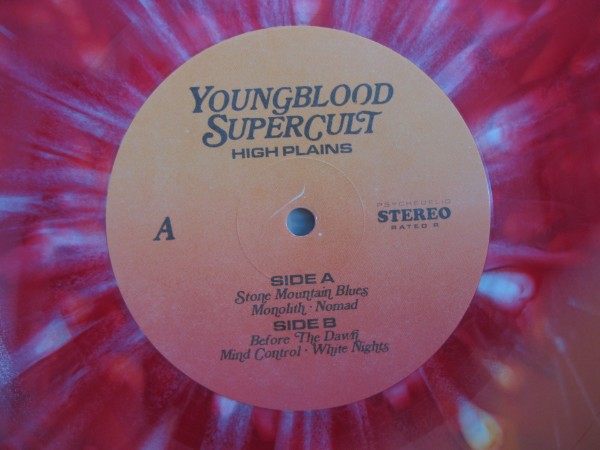 YOUNGBLOOD
SUPERCULT
HIGH PLAINS
A
PSYCHEDELIC
STEREO
RATED R
SIDE A
Stone Mountain Blues
Monolith · Nomad
SIDE B
Before The Dawn
Mind Control · White Nights